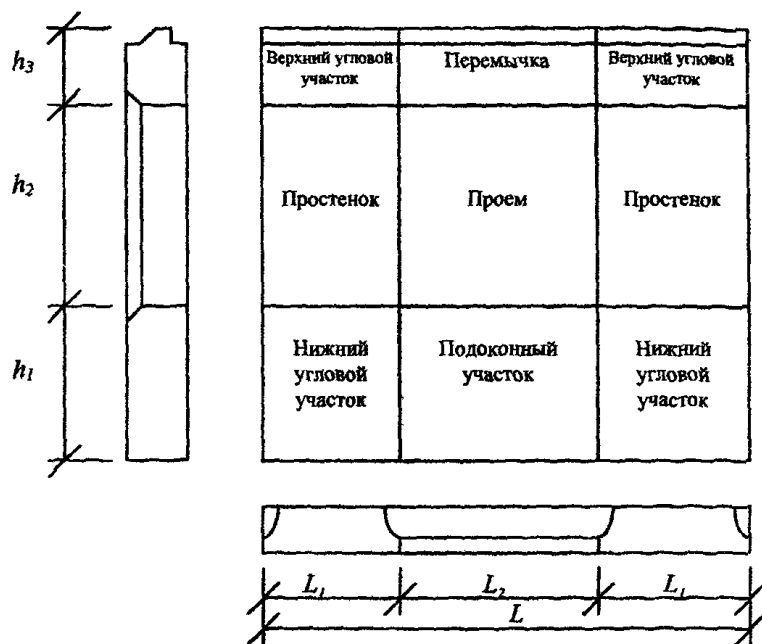 h3
Верхний угловой
участок
Перемычка
Верхний угловой
участок
h2
Простенок
Проем
Простенок
h1
Нижний
угловой
участок
Подоконный
участок
Нижний
угловой
участок
L1
L2
L1
L